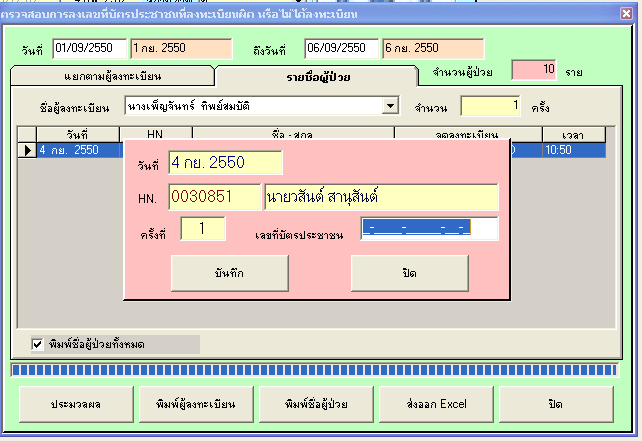 ตรวจสอบการลงเลขที่บัตรประชาชนที่ลงทะเบียนผิด หรือ ไม่ได้ลงทะเบียน
วันที่ 01/09/2550 1 กย. 2550 ถึงวันที่ 06/09/2550 6 กย. 2550
แยกตามผู้ลงทะเบียน รายชื่อผู้ป่วย จำนวนผู้ป่วย 10 ราย
ชื่อผู้ลงทะเบียน นางเพ็ญจันทร์ ทิพย์สมบัติ จำนวน 1 ครั้ง
วันที่ HN ชื่อ - สกุล จุดลงทะเบียน เวลา
4 กย. 2550 10:50
วันที่ 4 กย. 2550
HN. 0030851 นายวสันต์ สานุสันต์
ครั้งที่ 1 เลขที่บัตรประชาชน _-____-_____-__-_
บันทึก ปิด
พิมพ์ชื่อผู้ป่วยทั้งหมด
ประมวลผล พิมพ์ผู้ลงทะเบียน พิมพ์ชื่อผู้ป่วย ส่งออก Excel ปิด